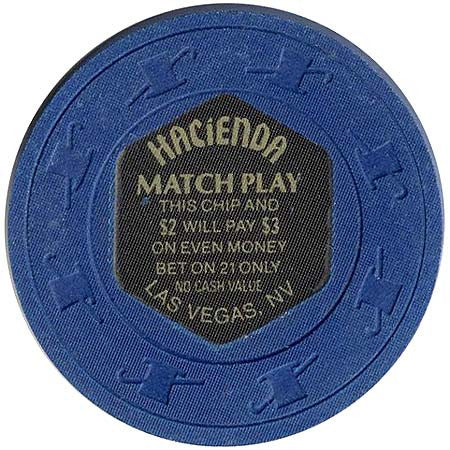 HACiENDA
MATCH PLAY
THIS CHIP AND
$2 WILL PAY $3
ON EVEN MONEY
BET ON 21 ONLY
NO CASH VALUE
LAS VEGAS, NV